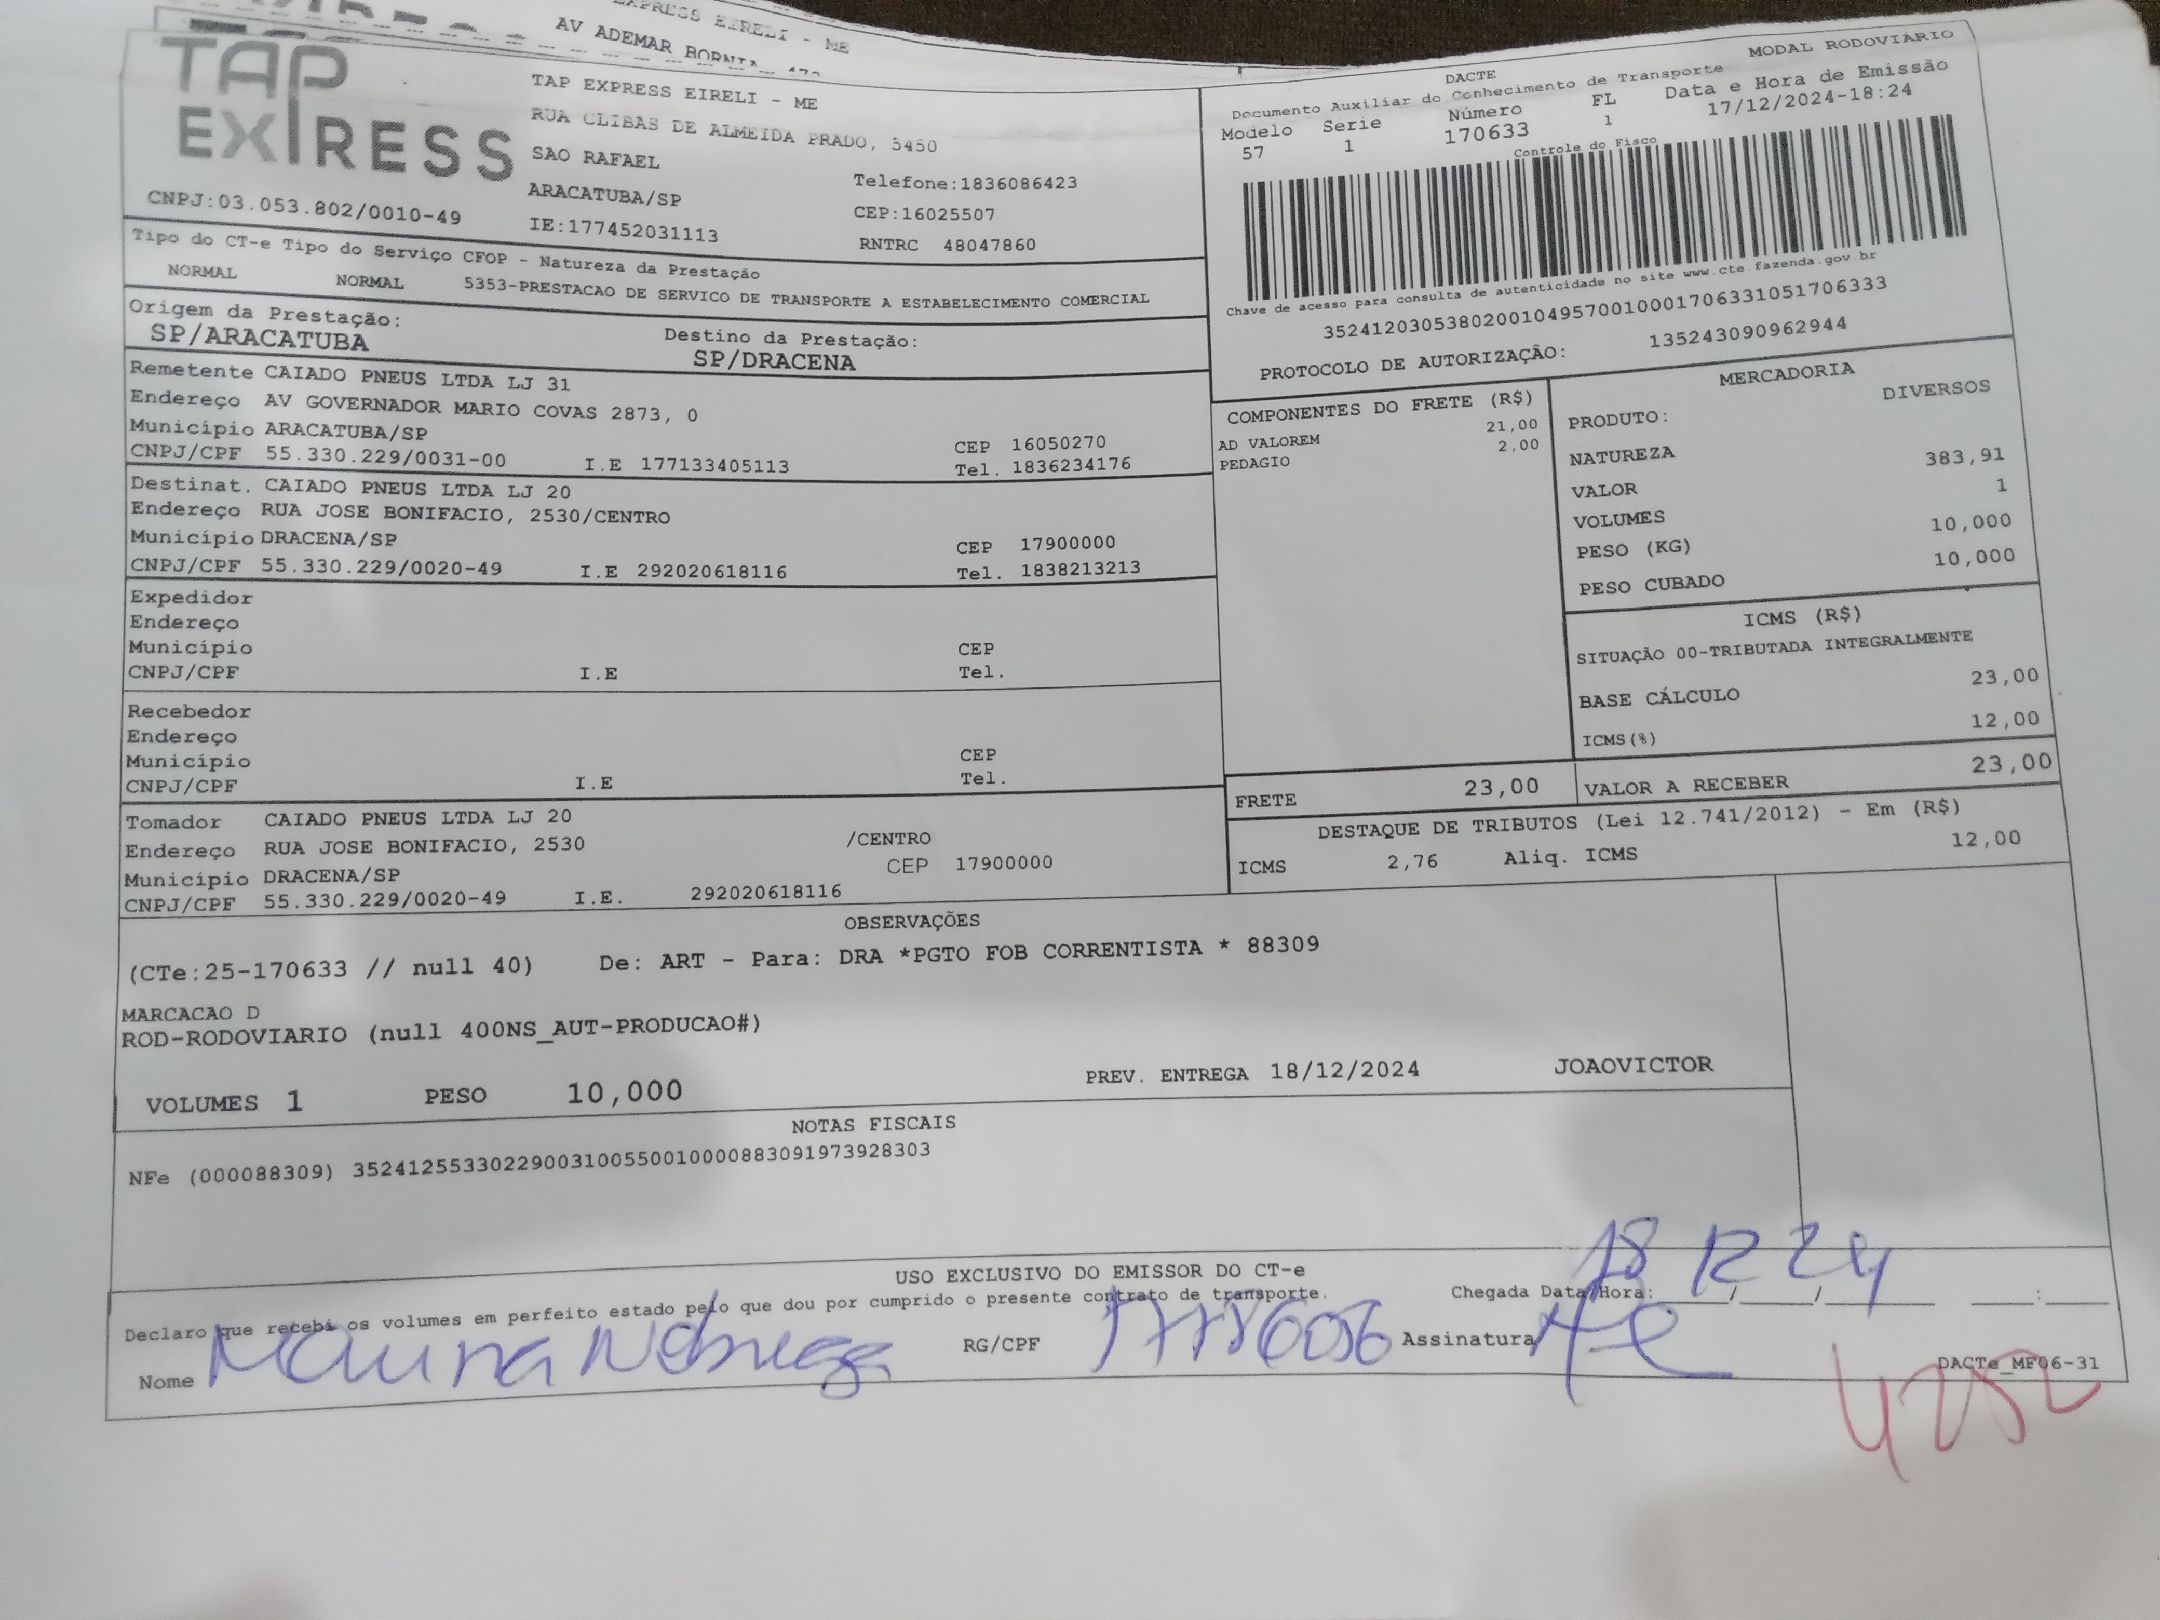 EXPRESS EIRELI - ME
AV ADEMAR BORNIA
TAP
EXPRESS
CNPJ:03.053.802/0010-49
TAP EXPRESS EIRELI - ME
RUA CLIBAS DE ALMEIDA PRADO, 5450
SAO RAFAEL
ARACATUBA/SP
IE:177452031113
Telefone:1836086423
CEP:16025507
RNTRC 48047860
DACTE MODAL RODOVIARIO
Documento Auxiliar do Conhecimento de Transporte
Modelo Serie Número FL Data e Hora de Emissão
57 1 170633 1 17/12/2024-18:24
Controle do Fisco
Chave de acesso para consulta de autenticidade no site www.cte.fazenda.gov.br
35241203053802001049570010001706331051706333
PROTOCOLO DE AUTORIZAÇÃO: 135243090962944
Tipo do CT-e Tipo do Serviço CFOP - Natureza da Prestação
NORMAL NORMAL 5353-PRESTACAO DE SERVICO DE TRANSPORTE A ESTABELECIMENTO COMERCIAL
Origem da Prestação: Destino da Prestação:
SP/ARACATUBA SP/DRACENA
Remetente CAIADO PNEUS LTDA LJ 31
Endereço AV GOVERNADOR MARIO COVAS 2873, 0
Município ARACATUBA/SP CEP 16050270
CNPJ/CPF 55.330.229/0031-00 I.E 177133405113 Tel. 1836234176
Destinat. CAIADO PNEUS LTDA LJ 20
Endereço RUA JOSE BONIFACIO, 2530/CENTRO
Município DRACENA/SP CEP 17900000
CNPJ/CPF 55.330.229/0020-49 I.E 292020618116 Tel. 1838213213
Expedidor
Endereço
Município CEP
CNPJ/CPF I.E Tel.
Recebedor
Endereço
Município CEP
CNPJ/CPF I.E Tel.
Tomador CAIADO PNEUS LTDA LJ 20
Endereço RUA JOSE BONIFACIO, 2530 /CENTRO
Município DRACENA/SP CEP 17900000
CNPJ/CPF 55.330.229/0020-49 I.E. 292020618116
COMPONENTES DO FRETE (R$)
AD VALOREM 21,00
PEDAGIO 2,00
MERCADORIA
PRODUTO: DIVERSOS
NATUREZA
VALOR 383,91
VOLUMES 1
PESO (KG) 10,000
PESO CUBADO 10,000
ICMS (R$)
SITUAÇÃO 00-TRIBUTADA INTEGRALMENTE
BASE CÁLCULO 23,00
ICMS(%) 12,00
FRETE 23,00 VALOR A RECEBER 23,00
DESTAQUE DE TRIBUTOS (Lei 12.741/2012) - Em (R$)
ICMS 2,76 Aliq. ICMS 12,00
OBSERVAÇÕES
(CTe:25-170633 // null 40) De: ART - Para: DRA *PGTO FOB CORRENTISTA * 88309
MARCACAO D
ROD-RODOVIARIO (null 400NS_AUT-PRODUCAO#)
VOLUMES 1 PESO 10,000 PREV. ENTREGA 18/12/2024 JOAOVICTOR
NOTAS FISCAIS
NFe (000088309) 35241255330229003100550010000883091973928303
USO EXCLUSIVO DO EMISSOR DO CT-e
Declaro que recebi os volumes em perfeito estado pelo que dou por cumprido o presente contrato de transporte.
Chegada Data/Hora: 18 / 12 / 24 :
Nome RG/CPF Assinatura
DACTe_MF06-31
4252